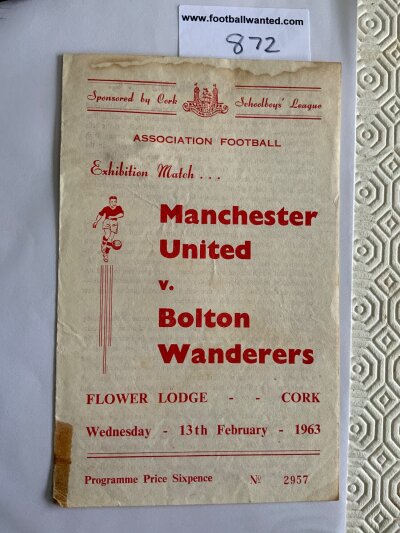 www.footballwanted.com
872
Sponsored by Cork Schoolboys' League
ASSOCIATION FOOTBALL
Exhibition Match . . .
Manchester
United
v.
Bolton
Wanderers
FLOWER LODGE - - CORK
Wednesday - 13th February - 1963
Programme Price Sixpence Nº 2957